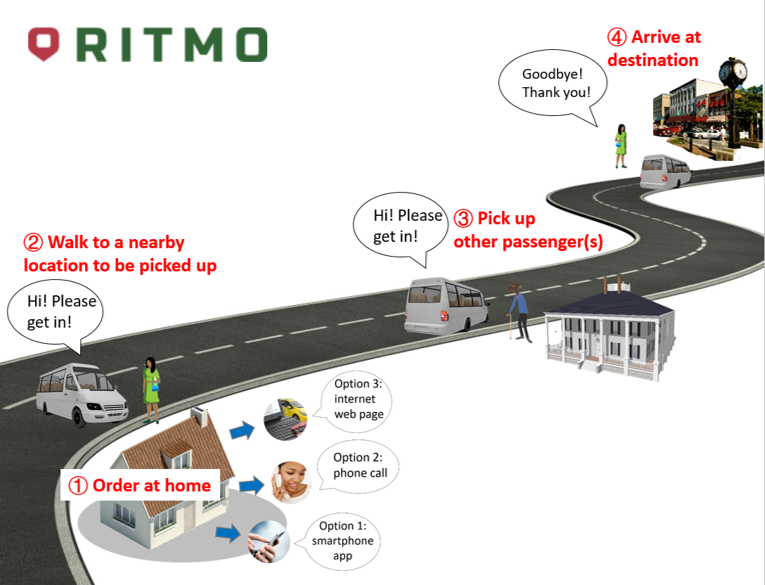 RITMO
④ Arrive at
destination
Goodbye!
Thank you!
Hi! Please
get in!
③ Pick up
other passenger(s)
② Walk to a nearby
location to be picked up
Hi! Please
get in!
Option 3:
internet
web page
Option 2:
phone call
① Order at home
Option 1:
smartphone
app